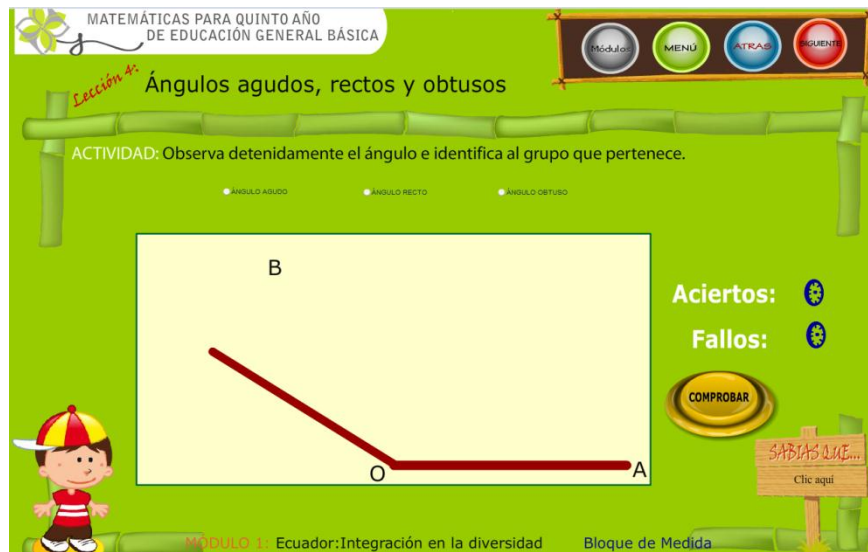 MATEMÁTICAS PARA QUINTO AÑO
DE EDUCACIÓN GENERAL BÁSICA
Módulos
MENÚ
ATRAS
SIGUIENTE
Lección 4:
Ángulos agudos, rectos y obtusos
ACTIVIDAD: Observa detenidamente el ángulo e identifica al grupo que pertenece.
ÁNGULO AGUDO
ÁNGULO RECTO
ÁNGULO OBTUSO
B
O
A
Aciertos:
Fallos:
COMPROBAR
SABIAS QUE...
Clic aquí
MÓDULO 1: Ecuador:Integración en la diversidad
Bloque de Medida